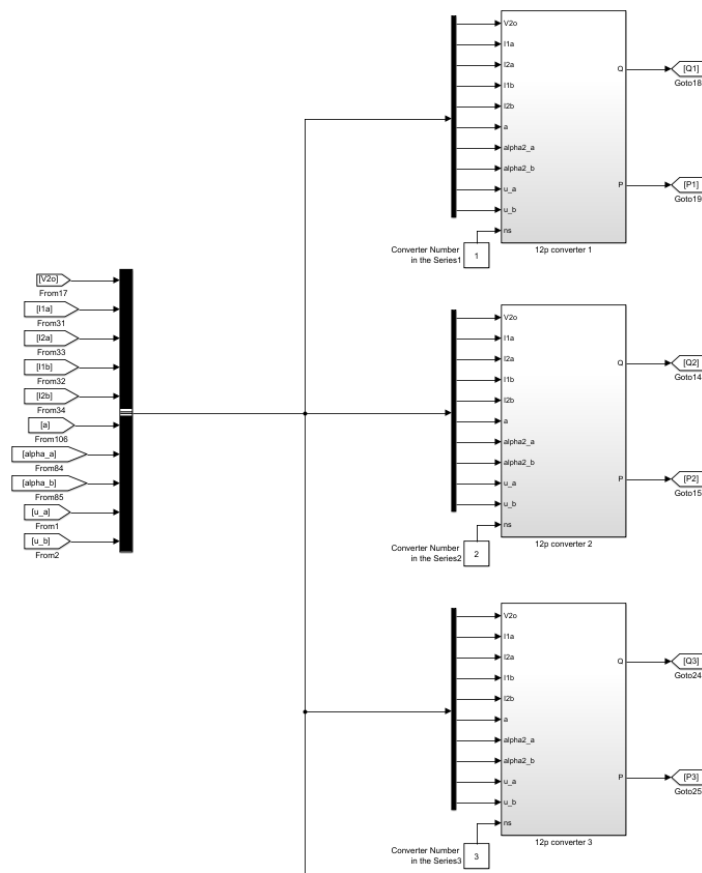 [V2o]
From17
[I1a]
From31
[I2a]
From33
[I1b]
From32
[I2b]
From34
[a]
From106
[alpha_a]
From84
[alpha_b]
From85
[u_a]
From1
[u_b]
From2
V2o
I1a
I2a
I1b
I2b
a
alpha2_a
alpha2_b
u_a
u_b
ns
Q
P
[Q1]
Goto18
[P1]
Goto19
Converter Number
in the Series1
1
12p converter 1
V2o
I1a
I2a
I1b
I2b
a
alpha2_a
alpha2_b
u_a
u_b
ns
Q
P
[Q2]
Goto14
[P2]
Goto15
Converter Number
in the Series2
2
12p converter 2
V2o
I1a
I2a
I1b
I2b
a
alpha2_a
alpha2_b
u_a
u_b
ns
Q
P
[Q3]
Goto24
[P3]
Goto25
Converter Number
in the Series3
3
12p converter 3